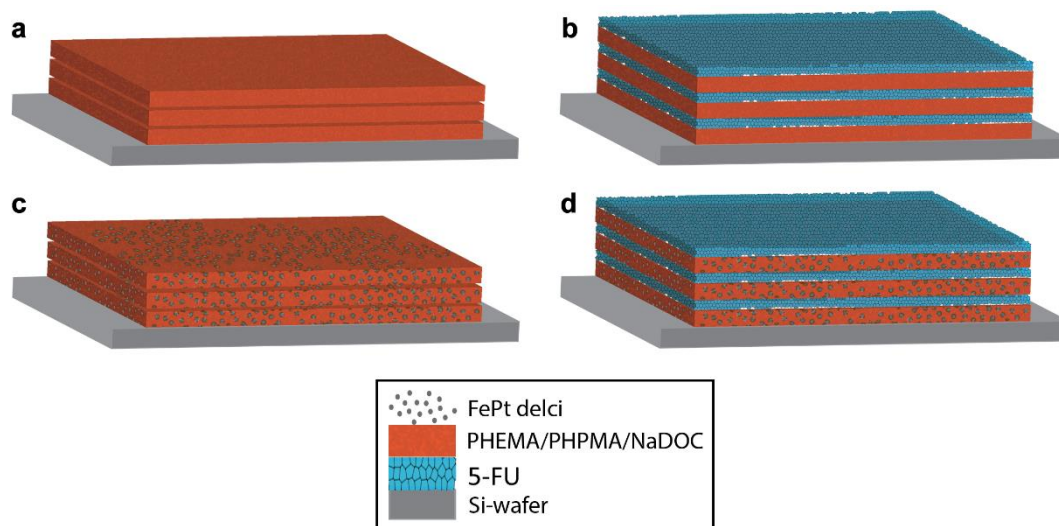 a
b
c
d
FePt delci
PHEMA/PHPMA/NaDOC
5-FU
Si-wafer